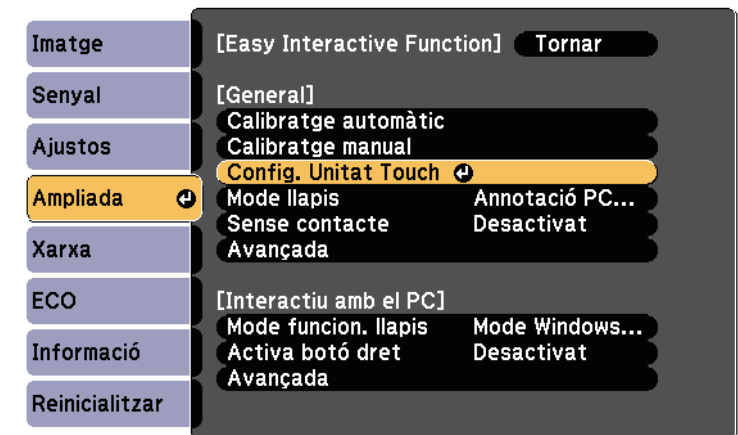 Imatge
Senyal
Ajustos
Ampliada
Xarxa
ECO
Informació
Reinicialitzar
[Easy Interactive Function] Tornar
[General]
Calibratge automàtic
Calibratge manual
Config. Unitat Touch
Mode llapis Annotació PC...
Sense contacte Desactivat
Avançada
[Interactiu amb el PC]
Mode funcion. llapis Mode Windows...
Activa botó dret Desactivat
Avançada